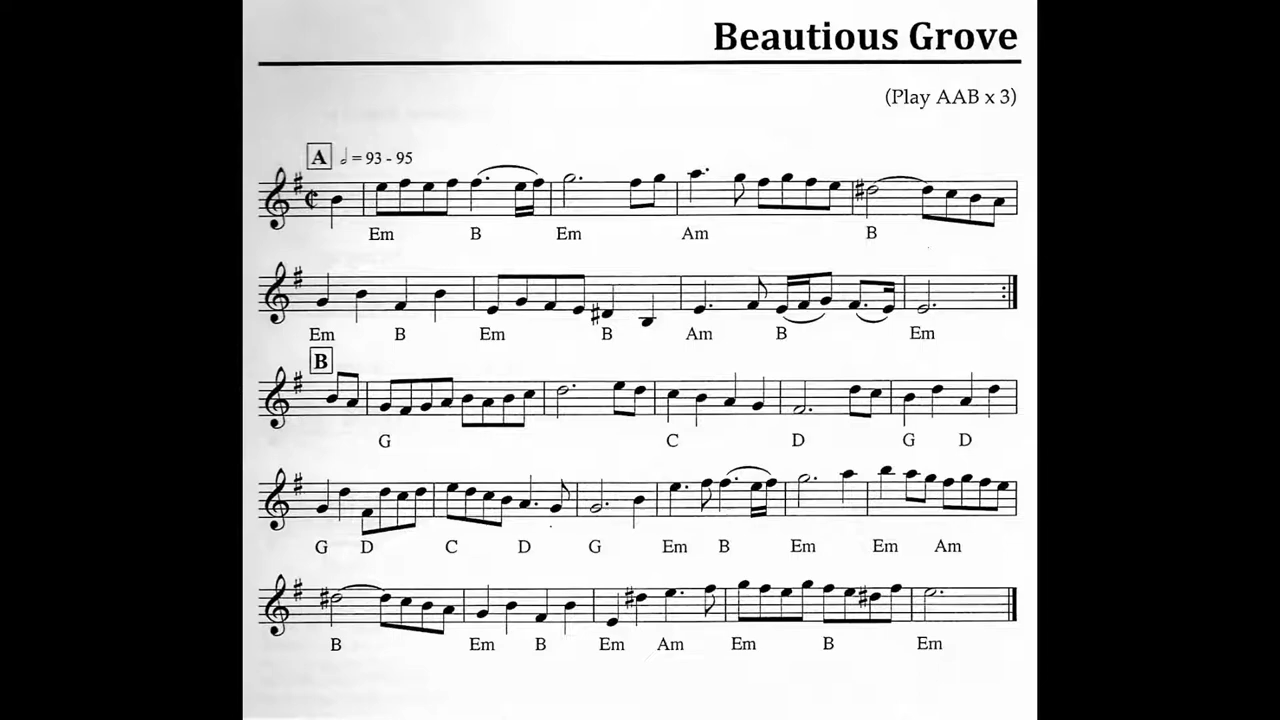 Beautious Grove
(Play AAB x 3)
A 𝅗𝅥 = 93 - 95
Em B Em Am B
Em B Em B Am B Em
B
G C D G D
G D C D G Em B Em Em Am
B Em B Em Am Em B Em